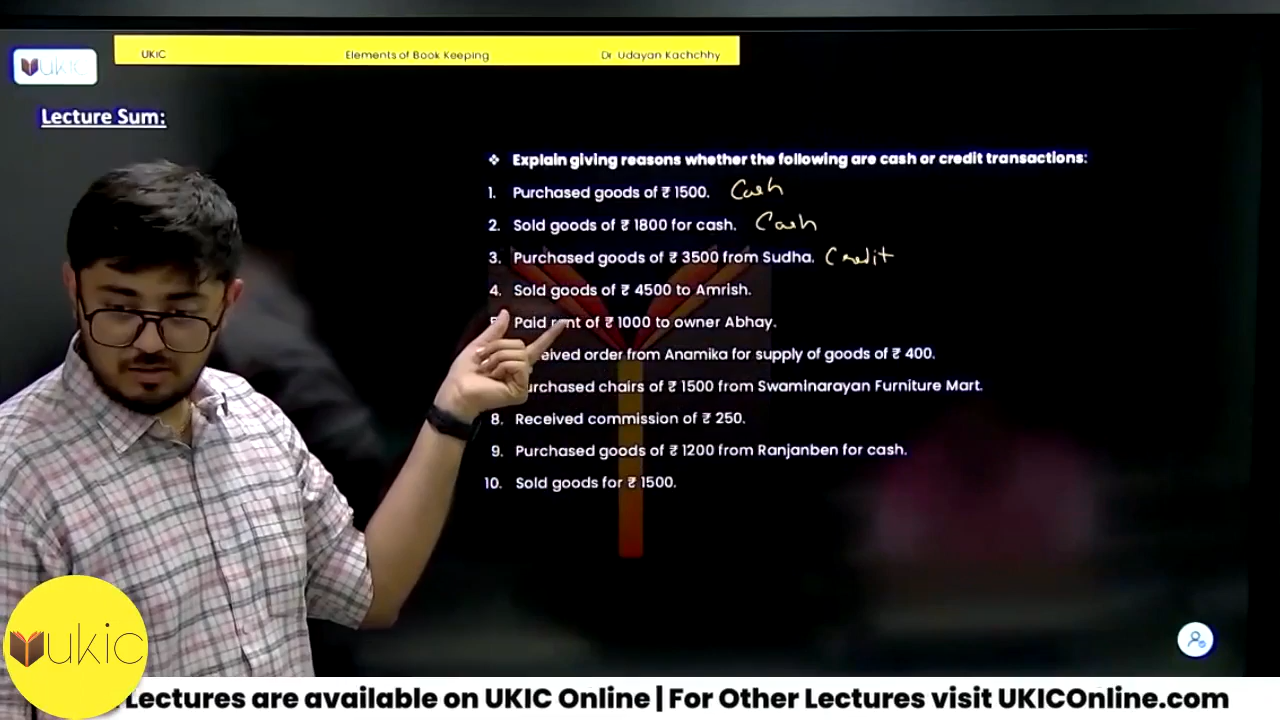 UKIC Elements of Book Keeping Dr. Udayan Kachchhy
ukic
Lecture Sum:
❖ Explain giving reasons whether the following are cash or credit transactions:
1. Purchased goods of ₹ 1500. Cash
2. Sold goods of ₹ 1800 for cash. Cash
3. Purchased goods of ₹ 3500 from Sudha. Credit
4. Sold goods of ₹ 4500 to Amrish.
5. Paid rent of ₹ 1000 to owner Abhay.
order from Anamika for supply of goods of ₹ 400.
chairs of ₹ 1500 from Swaminarayan Furniture Mart.
8. Received commission of ₹ 250.
9. Purchased goods of ₹ 1200 from Ranjanben for cash.
10. Sold goods for ₹ 1500.
ukic
Lectures are available on UKIC Online | For Other Lectures visit UKICOnline.com